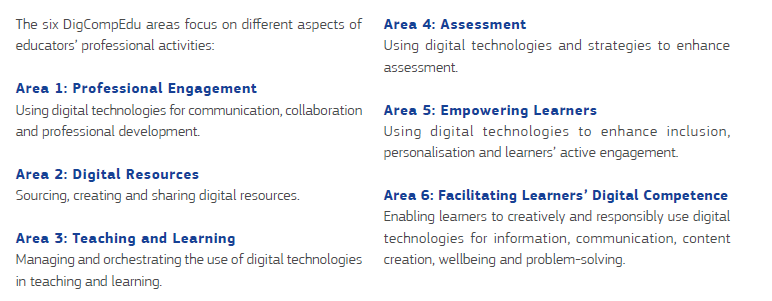 The six DigCompEdu areas focus on different aspects of
educators' professional activities:
Area 1: Professional Engagement
Using digital technologies for communication, collaboration
and professional development.
Area 2: Digital Resources
Sourcing, creating and sharing digital resources.
Area 3: Teaching and Learning
Managing and orchestrating the use of digital technologies
in teaching and learning.
Area 4: Assessment
Using digital technologies and strategies to enhance
assessment.
Area 5: Empowering Learners
Using digital technologies to enhance inclusion,
personalisation and learners' active engagement.
Area 6: Facilitating Learners' Digital Competence
Enabling learners to creatively and responsibly use digital
technologies for information, communication, content
creation, wellbeing and problem-solving.